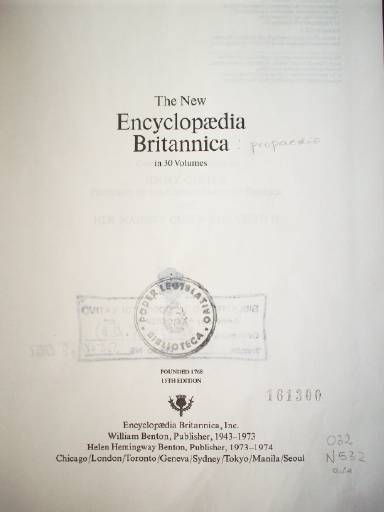 The New
Encyclopædia
Britannica : propaedia
in 30 Volumes
PODER LEGISLATIVO
BIBLIOTECA
FOUNDED 1768
15TH EDITION
161300
Encyclopædia Britannica, Inc.
William Benton, Publisher, 1943–1973
Helen Hemingway Benton, Publisher, 1973–1974
Chicago/London/Toronto/Geneva/Sydney/Tokyo/Manila/Seoul
032
N532